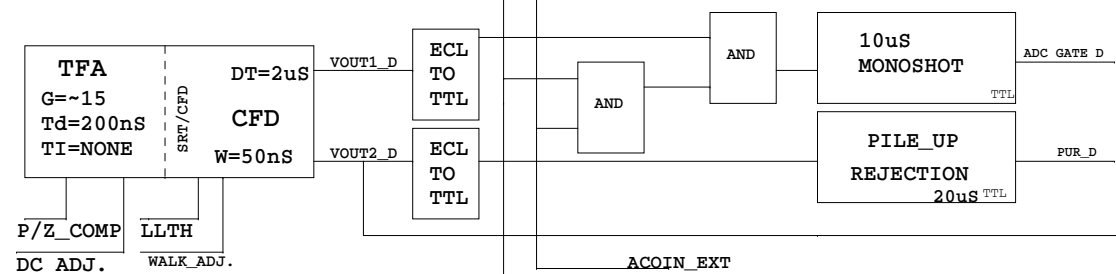 TFA
G=~15
Td=200nS
TI=NONE
SRT/CFD
DT=2uS
CFD
W=50nS
VOUT1_D
VOUT2_D
ECL
TO
TTL
ECL
TO
TTL
AND
AND
10uS
MONOSHOT
TTL
ADC GATE D
PILE_UP
REJECTION
20uS TTL
PUR_D
P/Z_COMP
LLTH
DC ADJ.
WALK_ADJ.
ACOIN_EXT